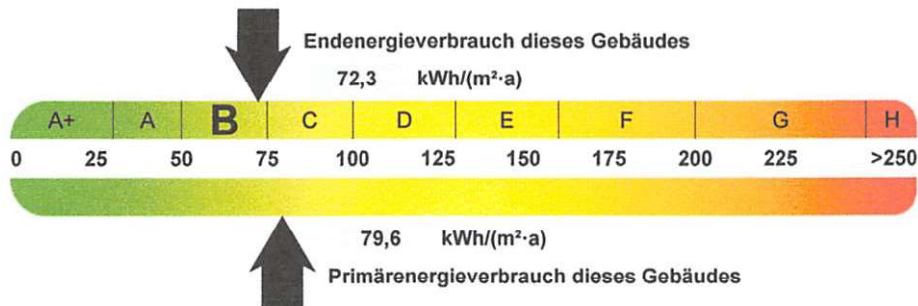 Endenergieverbrauch dieses Gebäudes
72,3 kWh/(m²·a)
A+ A B C D E F G H
0 25 50 75 100 125 150 175 200 225 >250
79,6 kWh/(m²·a)
Primärenergieverbrauch dieses Gebäudes